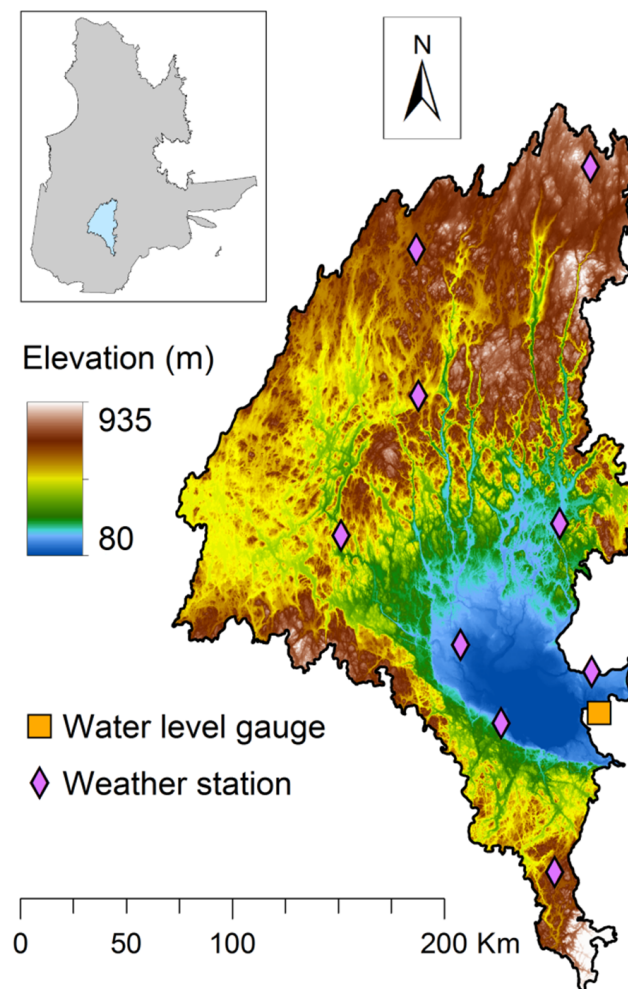 N
Elevation (m)
935
80
Water level gauge
Weather station
0 50 100 200 Km